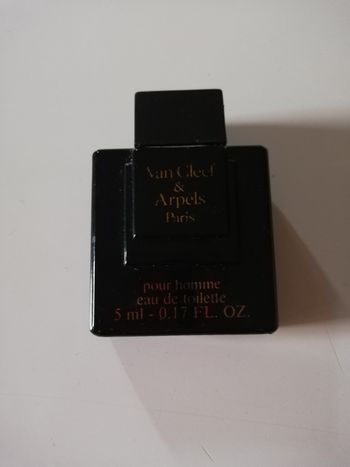 Van Cleef
&
Arpels
Paris
pour homme
eau de toilette
5 ml - 0.17 FL. OZ.